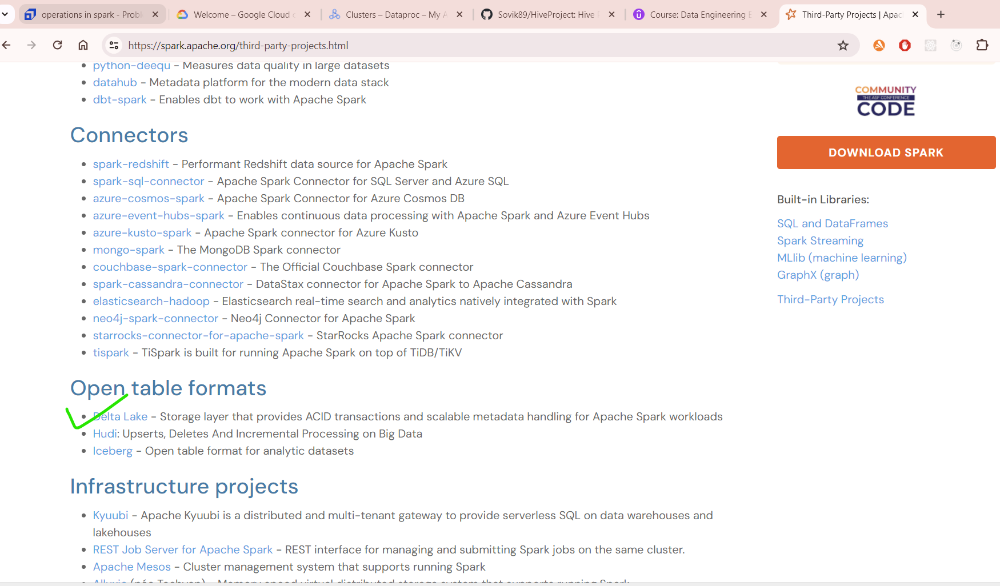 operations in spark - Probl
Welcome – Google Cloud c
Clusters – Dataproc – My A
Sovik89/HiveProject: Hive P
Course: Data Engineering E
Third-Party Projects | Apac
https://spark.apache.org/third-party-projects.html
python-deequ - Measures data quality in large datasets
datahub - Metadata platform for the modern data stack
dbt-spark - Enables dbt to work with Apache Spark
Connectors
spark-redshift - Performant Redshift data source for Apache Spark
spark-sql-connector - Apache Spark Connector for SQL Server and Azure SQL
azure-cosmos-spark - Apache Spark Connector for Azure Cosmos DB
azure-event-hubs-spark - Enables continuous data processing with Apache Spark and Azure Event Hubs
azure-kusto-spark - Apache Spark connector for Azure Kusto
mongo-spark - The MongoDB Spark connector
couchbase-spark-connector - The Official Couchbase Spark connector
spark-cassandra-connector - DataStax connector for Apache Spark to Apache Cassandra
elasticsearch-hadoop - Elasticsearch real-time search and analytics natively integrated with Spark
neo4j-spark-connector - Neo4j Connector for Apache Spark
starrocks-connector-for-apache-spark - StarRocks Apache Spark connector
tispark - TiSpark is built for running Apache Spark on top of TiDB/TiKV
Open table formats
Delta Lake - Storage layer that provides ACID transactions and scalable metadata handling for Apache Spark workloads
Hudi: Upserts, Deletes And Incremental Processing on Big Data
Iceberg - Open table format for analytic datasets
Infrastructure projects
Kyuubi - Apache Kyuubi is a distributed and multi-tenant gateway to provide serverless SQL on data warehouses and
lakehouses
REST Job Server for Apache Spark - REST interface for managing and submitting Spark jobs on the same cluster.
Apache Mesos - Cluster management system that supports running Spark
Alluxio (née Tachyon) - Memory speed virtual distributed storage system that supports running Spark
COMMUNITY
THE ASF CONFERENCE
CODE
DOWNLOAD SPARK
Built-in Libraries:
SQL and DataFrames
Spark Streaming
MLlib (machine learning)
GraphX (graph)
Third-Party Projects